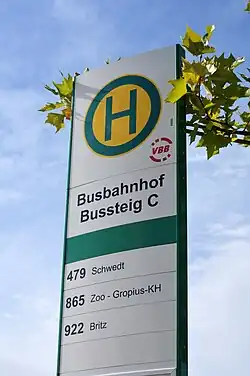 H
VBB
Busbahnhof
Bussteig C
479 Schwedt
865 Zoo - Gropius-KH
922 Britz